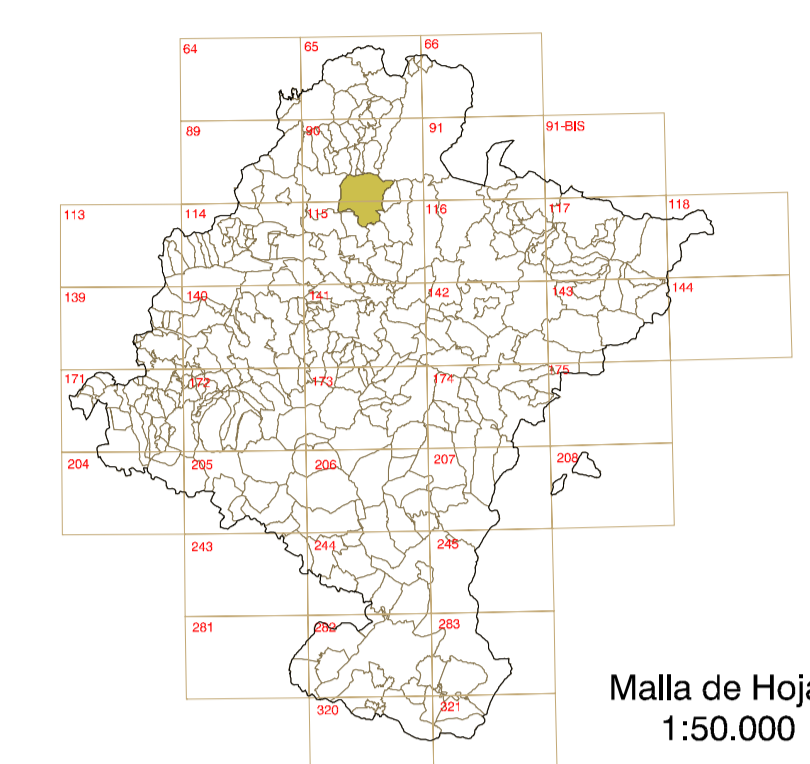 64 65 66
89 90 91 91-BIS
113 114 115 116 117 118
139 140 141 142 143 144
171 172 173 174 175
204 205 206 207 208
243 244 245
281 282 283
320 321
Malla de Hoja
1:50.000